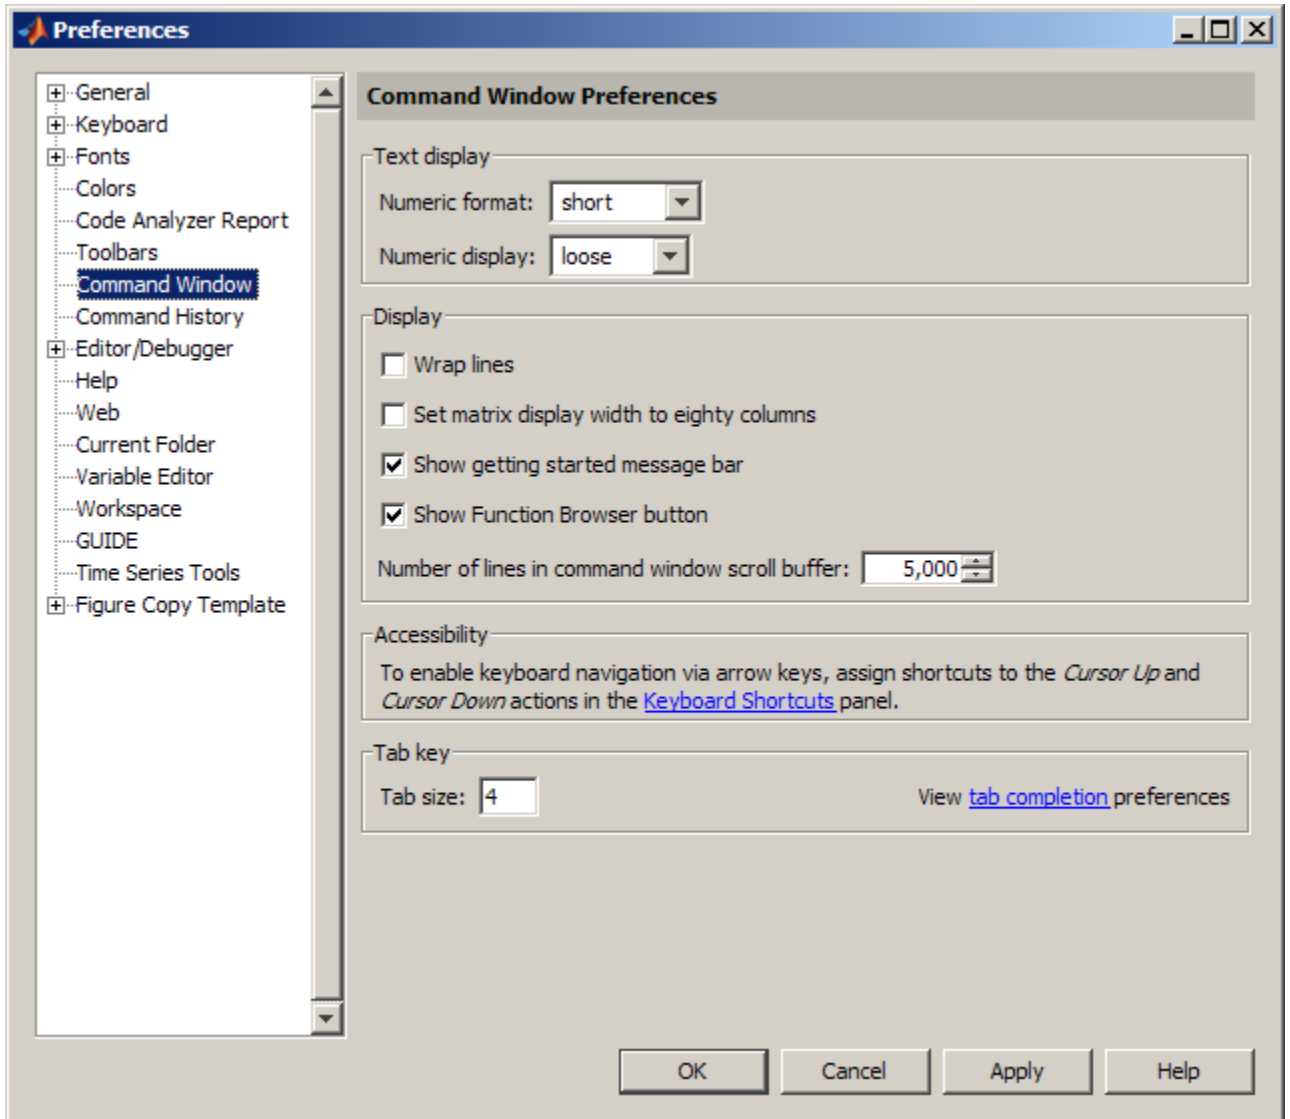 Preferences
General
Keyboard
Fonts
Colors
Code Analyzer Report
Toolbars
Command Window
Command History
Editor/Debugger
Help
Web
Current Folder
Variable Editor
Workspace
GUIDE
Time Series Tools
Figure Copy Template
Command Window Preferences
Text display
Numeric format: short
Numeric display: loose
Display
Wrap lines
Set matrix display width to eighty columns
Show getting started message bar
Show Function Browser button
Number of lines in command window scroll buffer: 5,000
Accessibility
To enable keyboard navigation via arrow keys, assign shortcuts to the Cursor Up and
Cursor Down actions in the Keyboard Shortcuts panel.
Tab key
Tab size: 4 View tab completion preferences
OK Cancel Apply Help